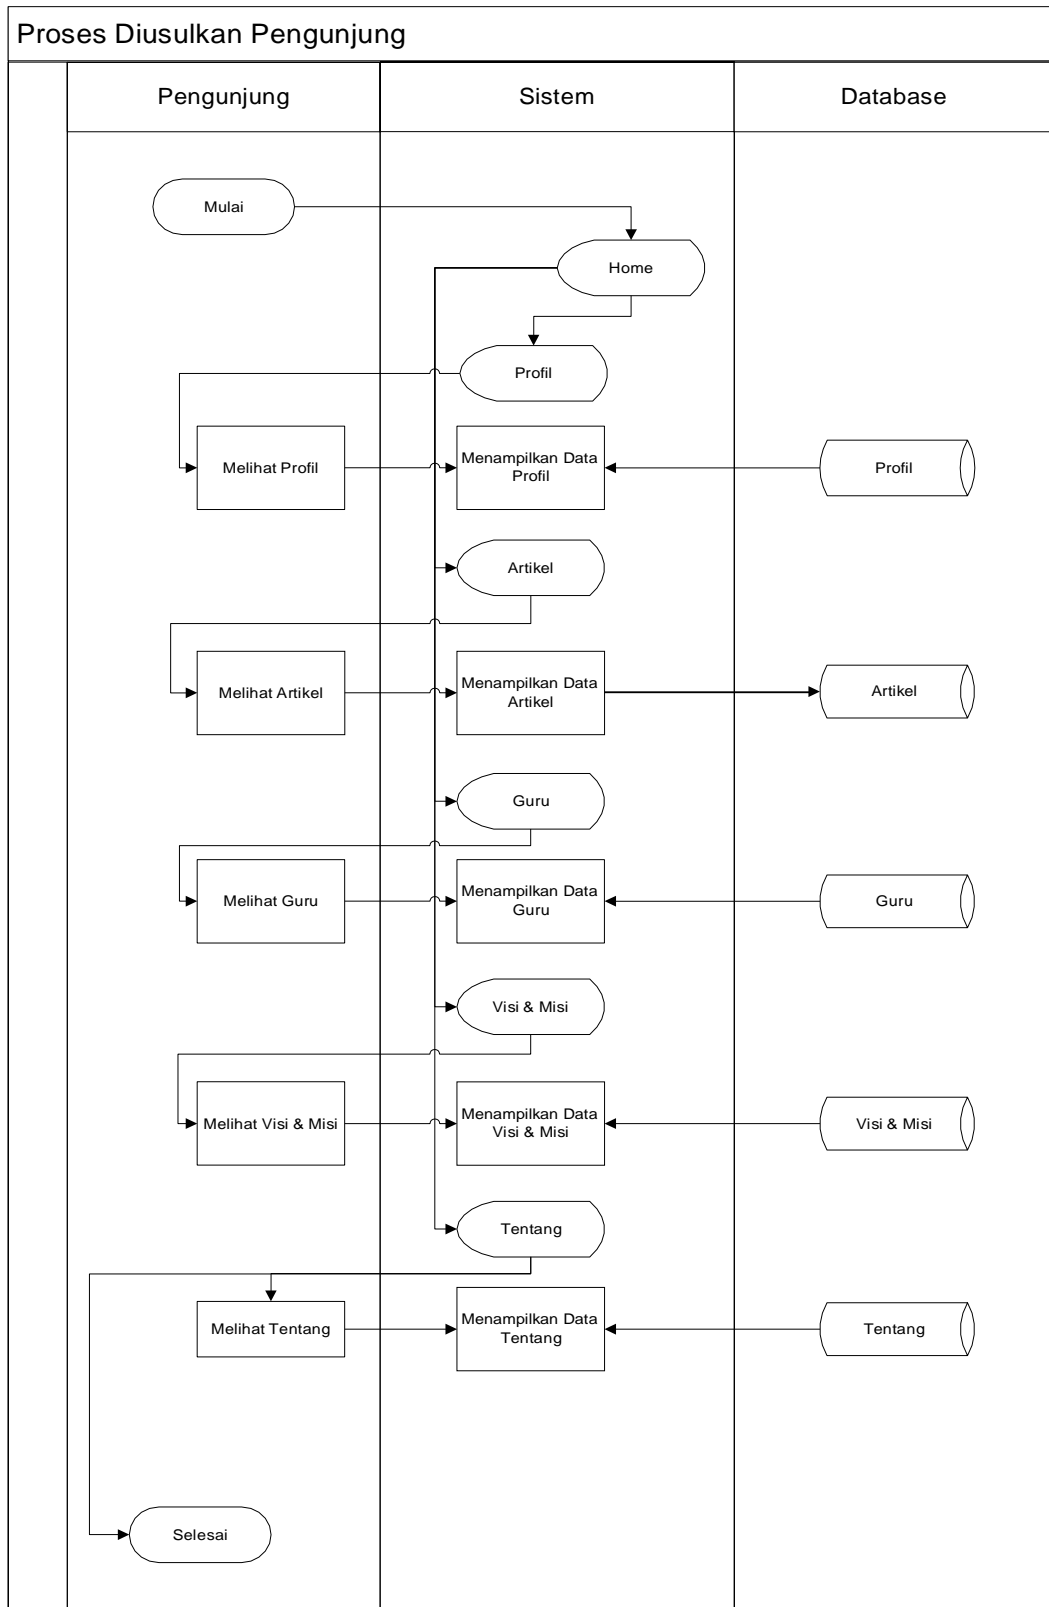 Proses Diusulkan Pengunjung
Pengunjung
Sistem
Database
Mulai
Home
Profil
Melihat Profil
Menampilkan Data
Profil
Profil
Artikel
Melihat Artikel
Menampilkan Data
Artikel
Artikel
Guru
Melihat Guru
Menampilkan Data
Guru
Guru
Visi & Misi
Melihat Visi & Misi
Menampilkan Data
Visi & Misi
Visi & Misi
Tentang
Melihat Tentang
Menampilkan Data
Tentang
Tentang
Selesai